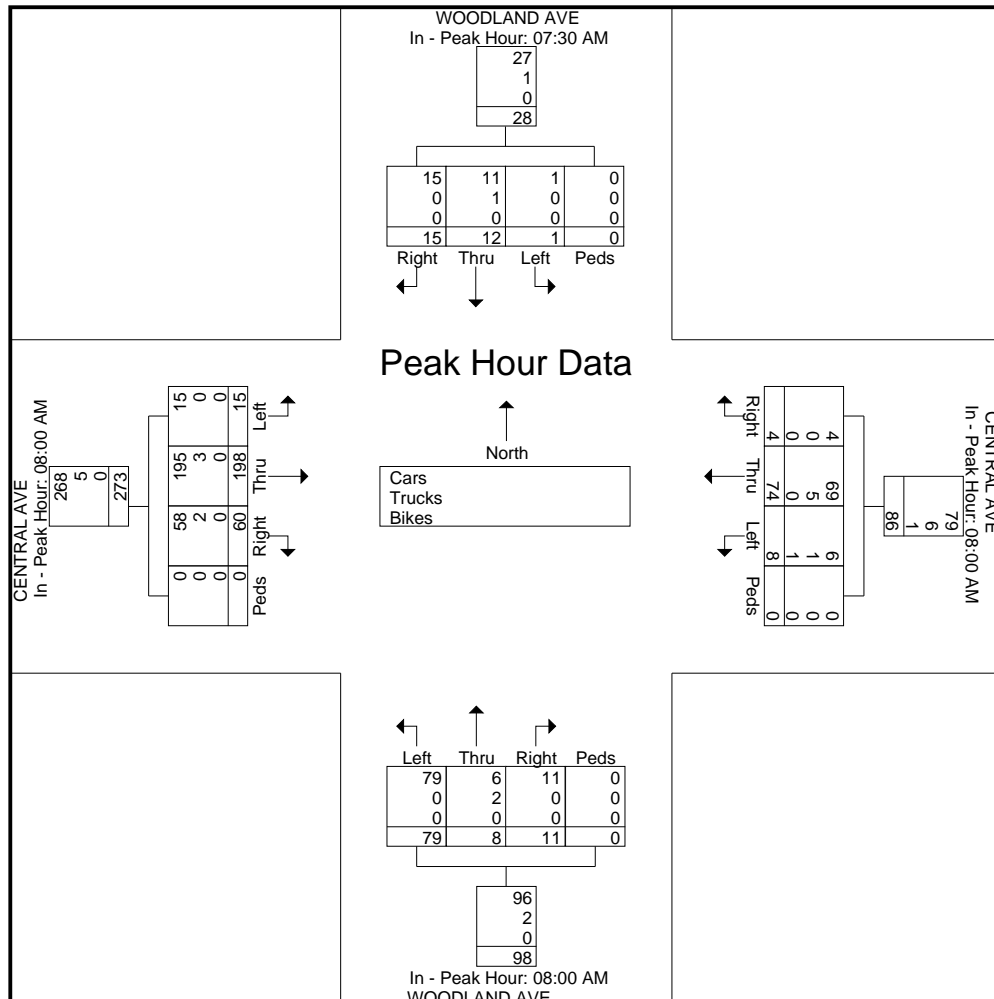 WOODLAND AVE
In - Peak Hour: 07:30 AM
27
1
0
28
15 11 1 0
0 1 0 0
0 0 0 0
15 12 1 0
Right Thru Left Peds
Peak Hour Data
North
Cars
Trucks
Bikes
CENTRAL AVE
In - Peak Hour: 08:00 AM
268
5
0
273
15 0 0 15
Left
195 3 0 198
Thru
58 2 0 60
Right
0 0 0 0
Peds
CENTRAL AVE
In - Peak Hour: 08:00 AM
79
6
1
86
Right
4 0 0 4
Thru
74 0 5 69
Left
8 1 1 6
Peds
0 0 0 0
Left Thru Right Peds
79 6 11 0
0 2 0 0
0 0 0 0
79 8 11 0
96
2
0
98
In - Peak Hour: 08:00 AM
WOODLAND AVE